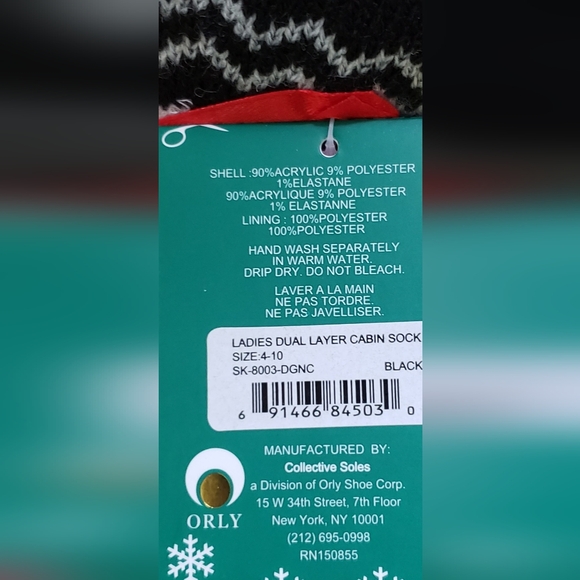 SHELL :90%ACRYLIC 9% POLYESTER
1%ELASTANE
90%ACRYLIQUE 9% POLYESTER
1% ELASTANNE
LINING : 100%POLYESTER
100%POLYESTER
HAND WASH SEPARATELY
IN WARM WATER.
DRIP DRY. DO NOT BLEACH.
LAVER A LA MAIN
NE PAS TORDRE.
NE PAS JAVELLISER.
LADIES DUAL LAYER CABIN SOCK
SIZE:4-10
SK-8003-DGNC BLACK
6 91466 84503 0
MANUFACTURED BY:
Collective Soles
a Division of Orly Shoe Corp.
15 W 34th Street, 7th Floor
New York, NY 10001
(212) 695-0998
RN150855
ORLY